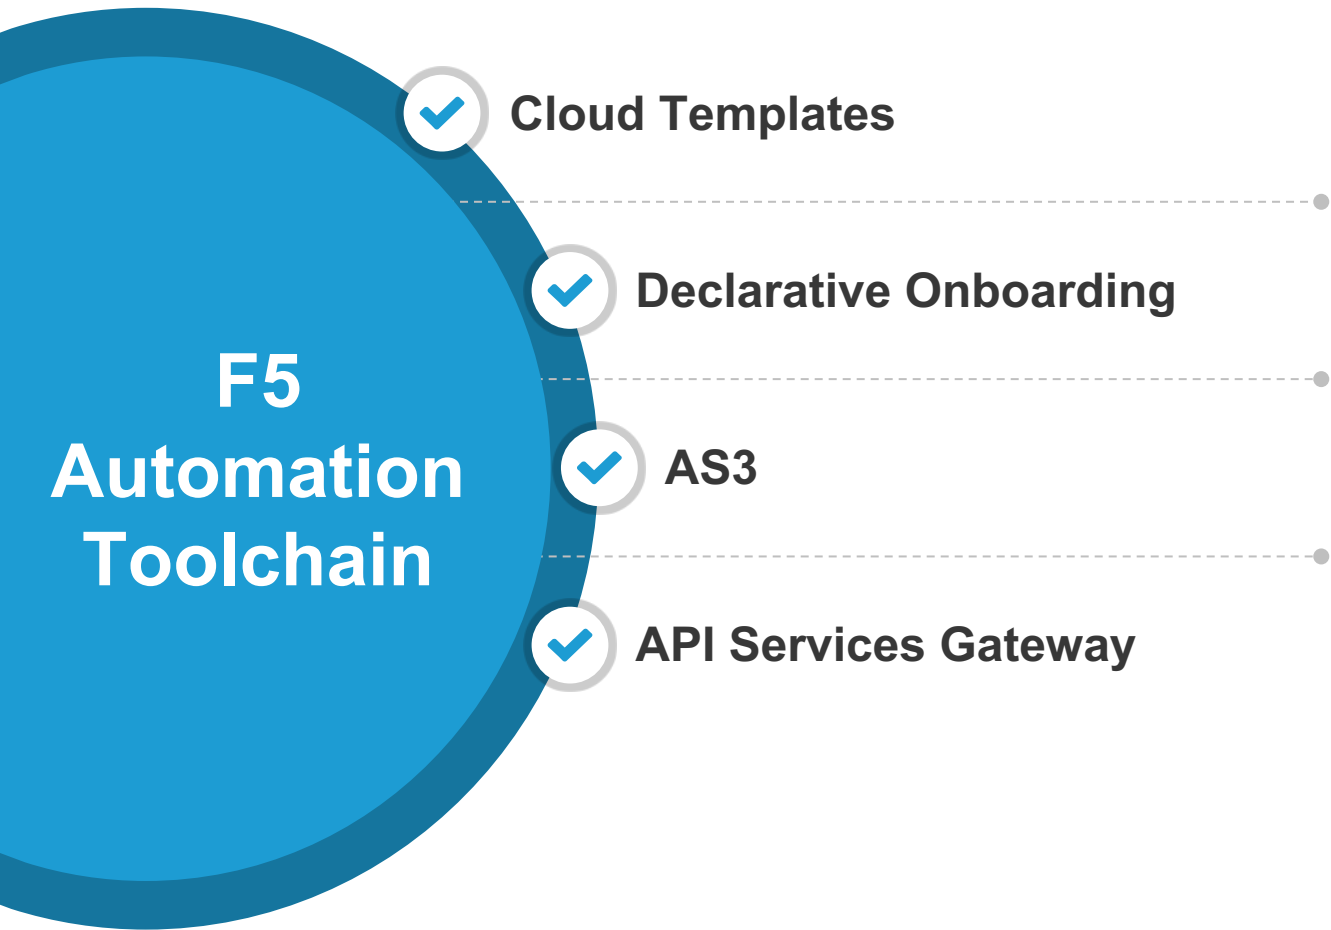 F5
Automation
Toolchain
Cloud Templates
Declarative Onboarding
AS3
API Services Gateway